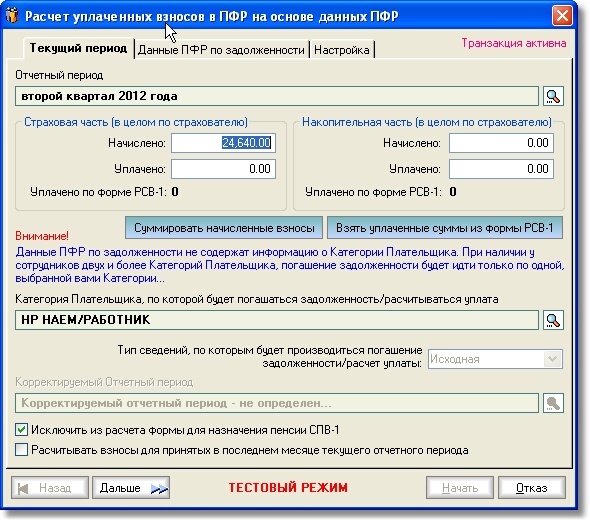 Расчет уплаченных взносов в ПФР на основе данных ПФР
Текущий период
Данные ПФР по задолженности
Настройка
Транзакия активна
Отчетный период
второй квартал 2012 года
Страховая часть (в целом по страхователю)
Накопительная часть (в целом по страхователю)
Начислено: 24,640.00
Начислено: 0.00
Уплачено: 0.00
Уплачено: 0.00
Уплачено по форме РСВ-1: 0
Уплачено по форме РСВ-1: 0
Суммировать начисленные взносы
Взять уплаченные суммы из формы РСВ-1
Внимание!
Данные ПФР по задолженности не содержат информацию о Категории Плательщика. При наличии у
сотрудников двух и более Категорий Плательщика, погашение задолженности будет идти только по одной,
выбранной вами Категории...
Категория Плательщика, по которой будет погашаться задолженность/расчитываться уплата
НР НАЕМ/РАБОТНИК
Тип сведений, по которым будет производиться погашение
задолженности/расчет уплаты:
Исходная
Корректируемый Отчетный период
Корректируемый отчетный период - не определен...
Исключить из расчета формы для назначения пенсии СПВ-1
Расчитывать взносы для принятых в последнем месяце текущего отчетного периода
Назад
Дальше
ТЕСТОВЫЙ РЕЖИМ
Начать
Отказ